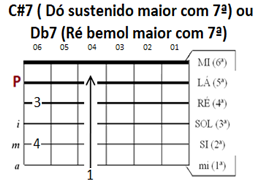 C#7 ( Dó sustenido maior com 7ª) ou
Db7 (Ré bemol maior com 7ª)
06 05 04 03 02 01
MI (6ª)
P LÁ (5ª)
3 RÉ (4ª)
i SOL (3ª)
m 4 SI (2ª)
a mi (1ª)
1